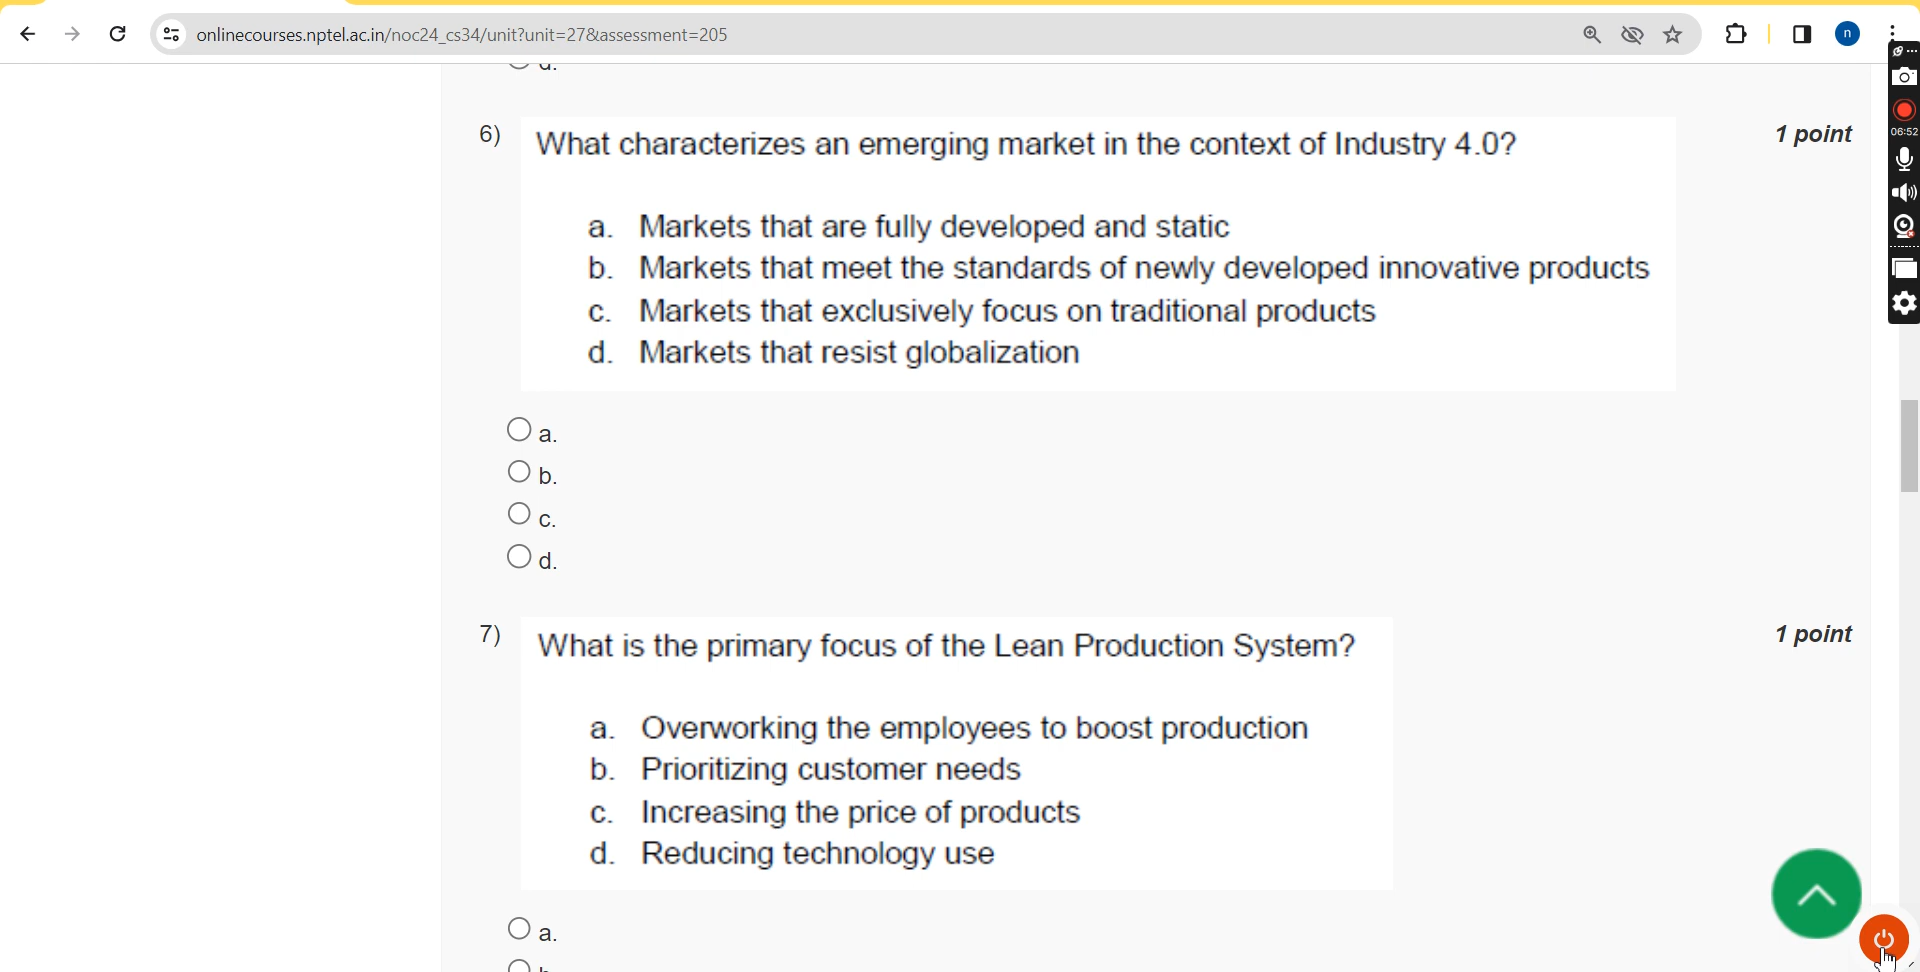 onlinecourses.nptel.ac.in/noc24_cs34/unit?unit=27&assessment=205
n
06:52
d.
6) What characterizes an emerging market in the context of Industry 4.0? 1 point
a. Markets that are fully developed and static
b. Markets that meet the standards of newly developed innovative products
c. Markets that exclusively focus on traditional products
d. Markets that resist globalization
a.
b.
c.
d.
7) What is the primary focus of the Lean Production System? 1 point
a. Overworking the employees to boost production
b. Prioritizing customer needs
c. Increasing the price of products
d. Reducing technology use
a.
b.